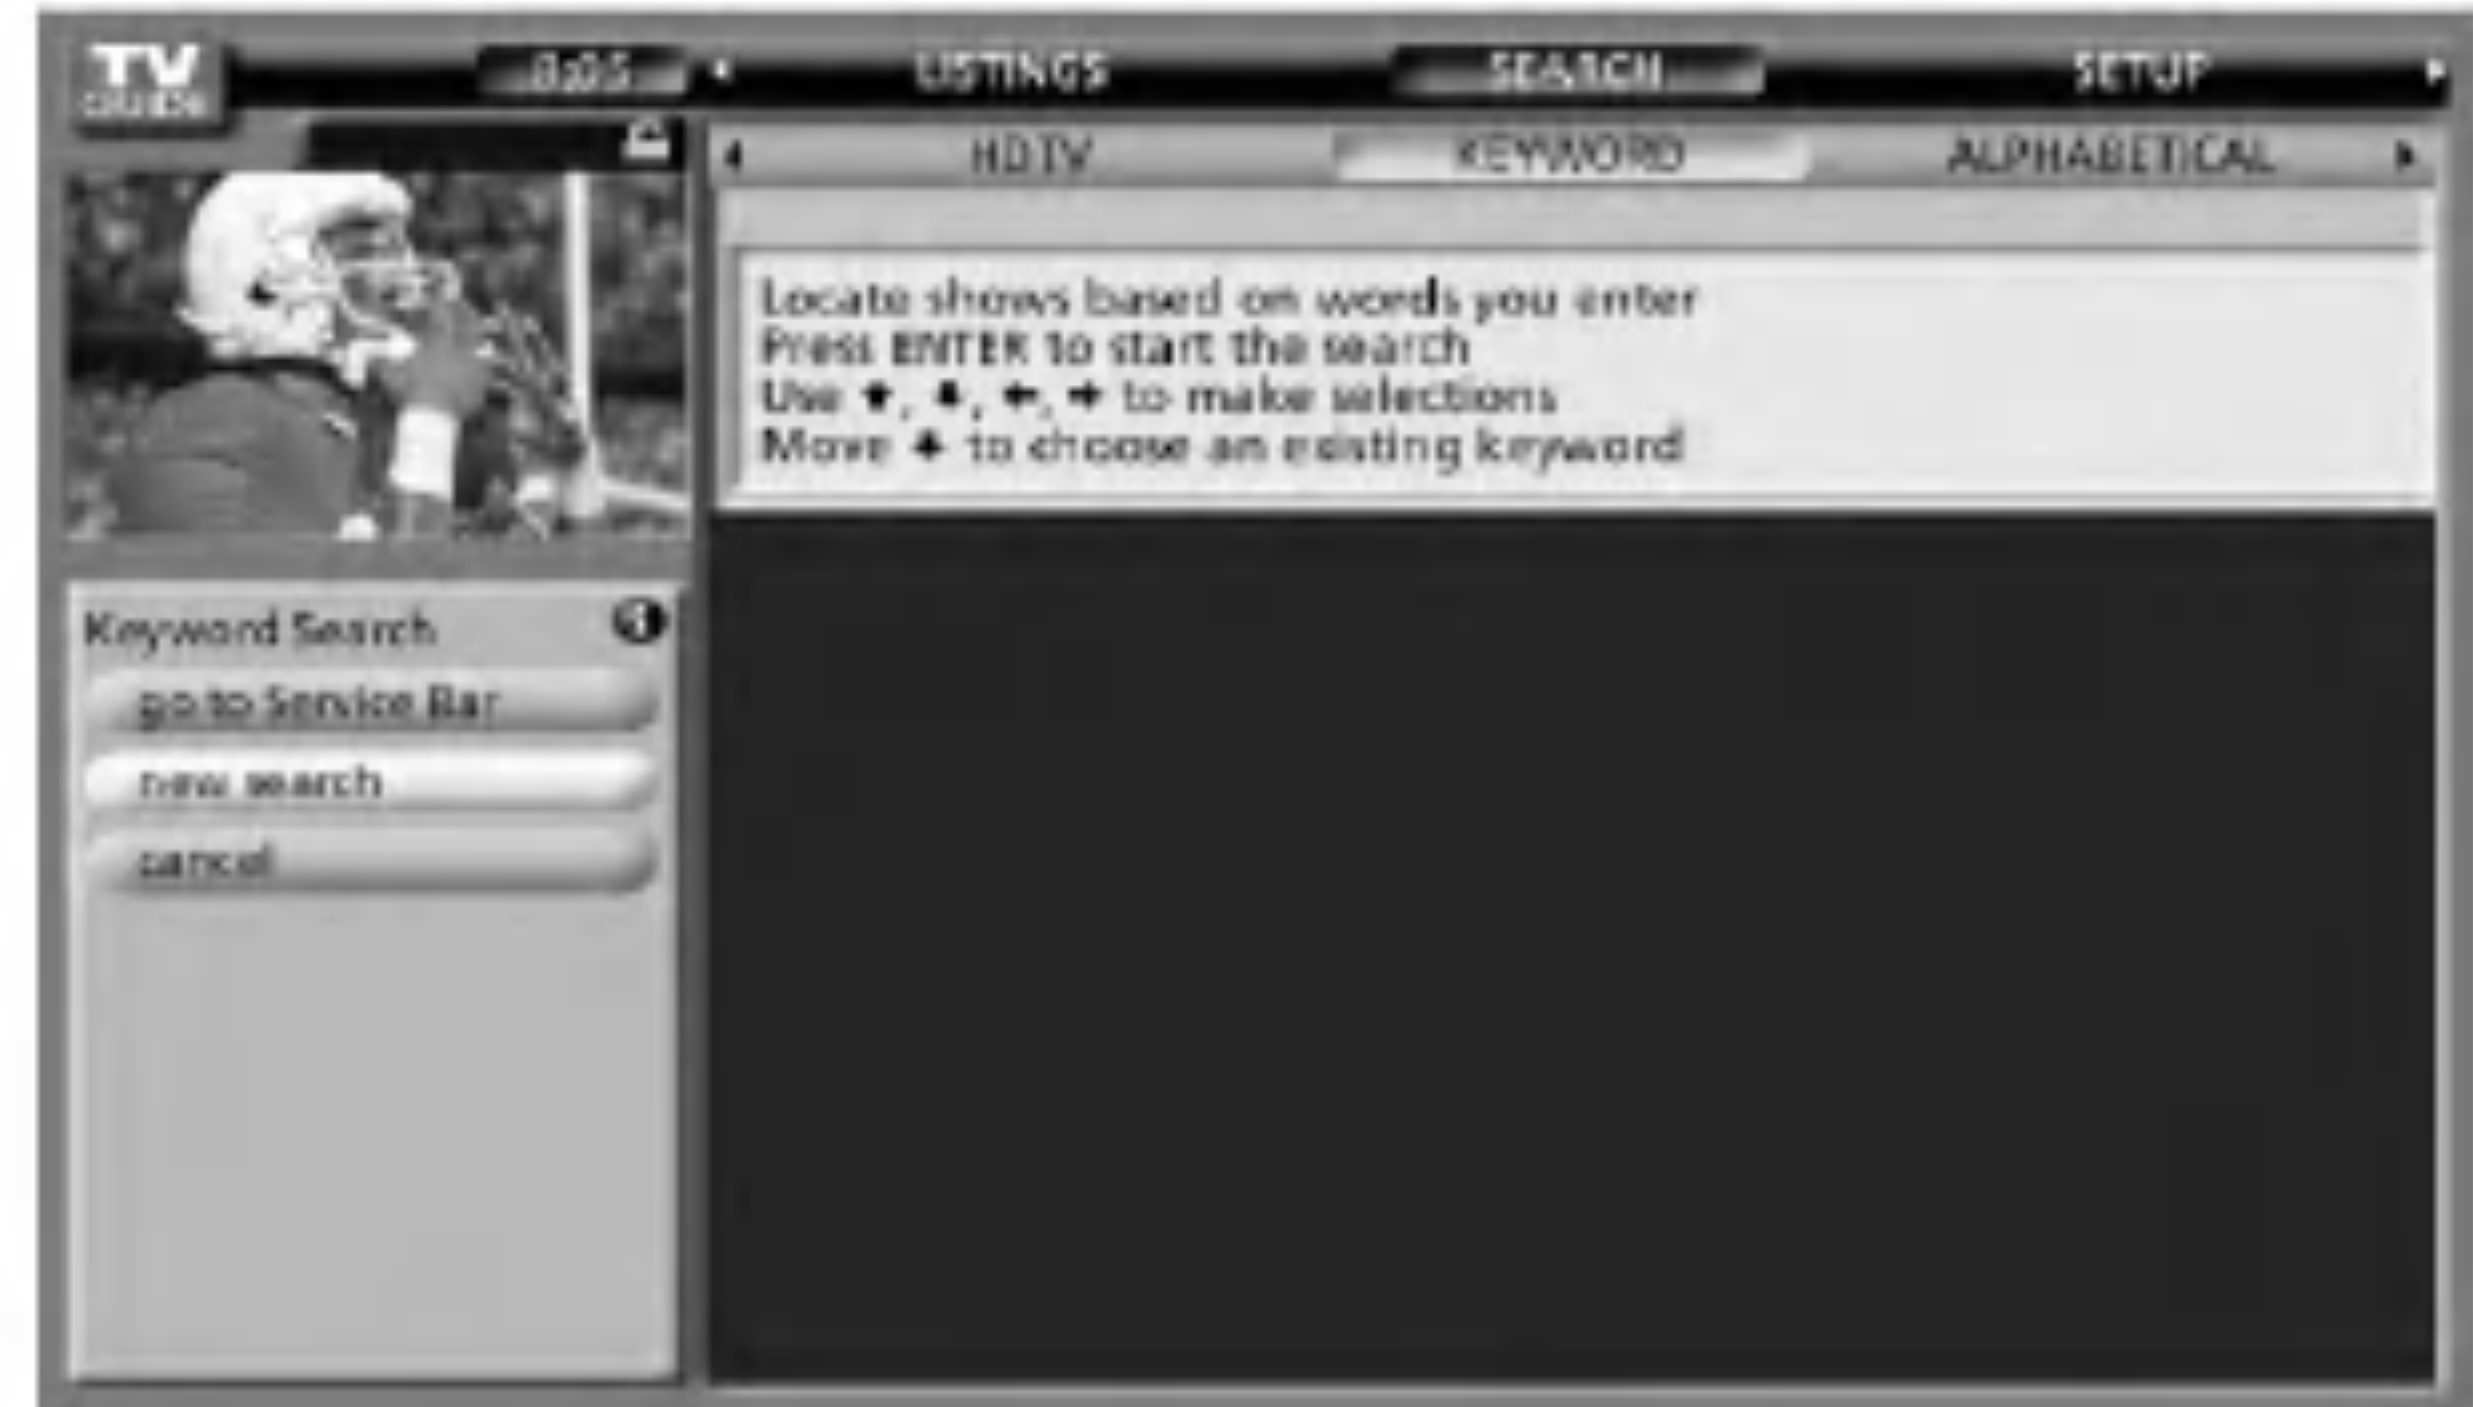 TV
GUIDE
8:05
LISTINGS
SEARCH
SETUP
HDTV
KEYWORD
ALPHABETICAL
Locate shows based on words you enter
Press ENTER to start the search
Use ↑, ↓, ←, → to make selections
Move ↓ to choose an existing keyword
Keyword Search
go to Service Bar
new search
cancel